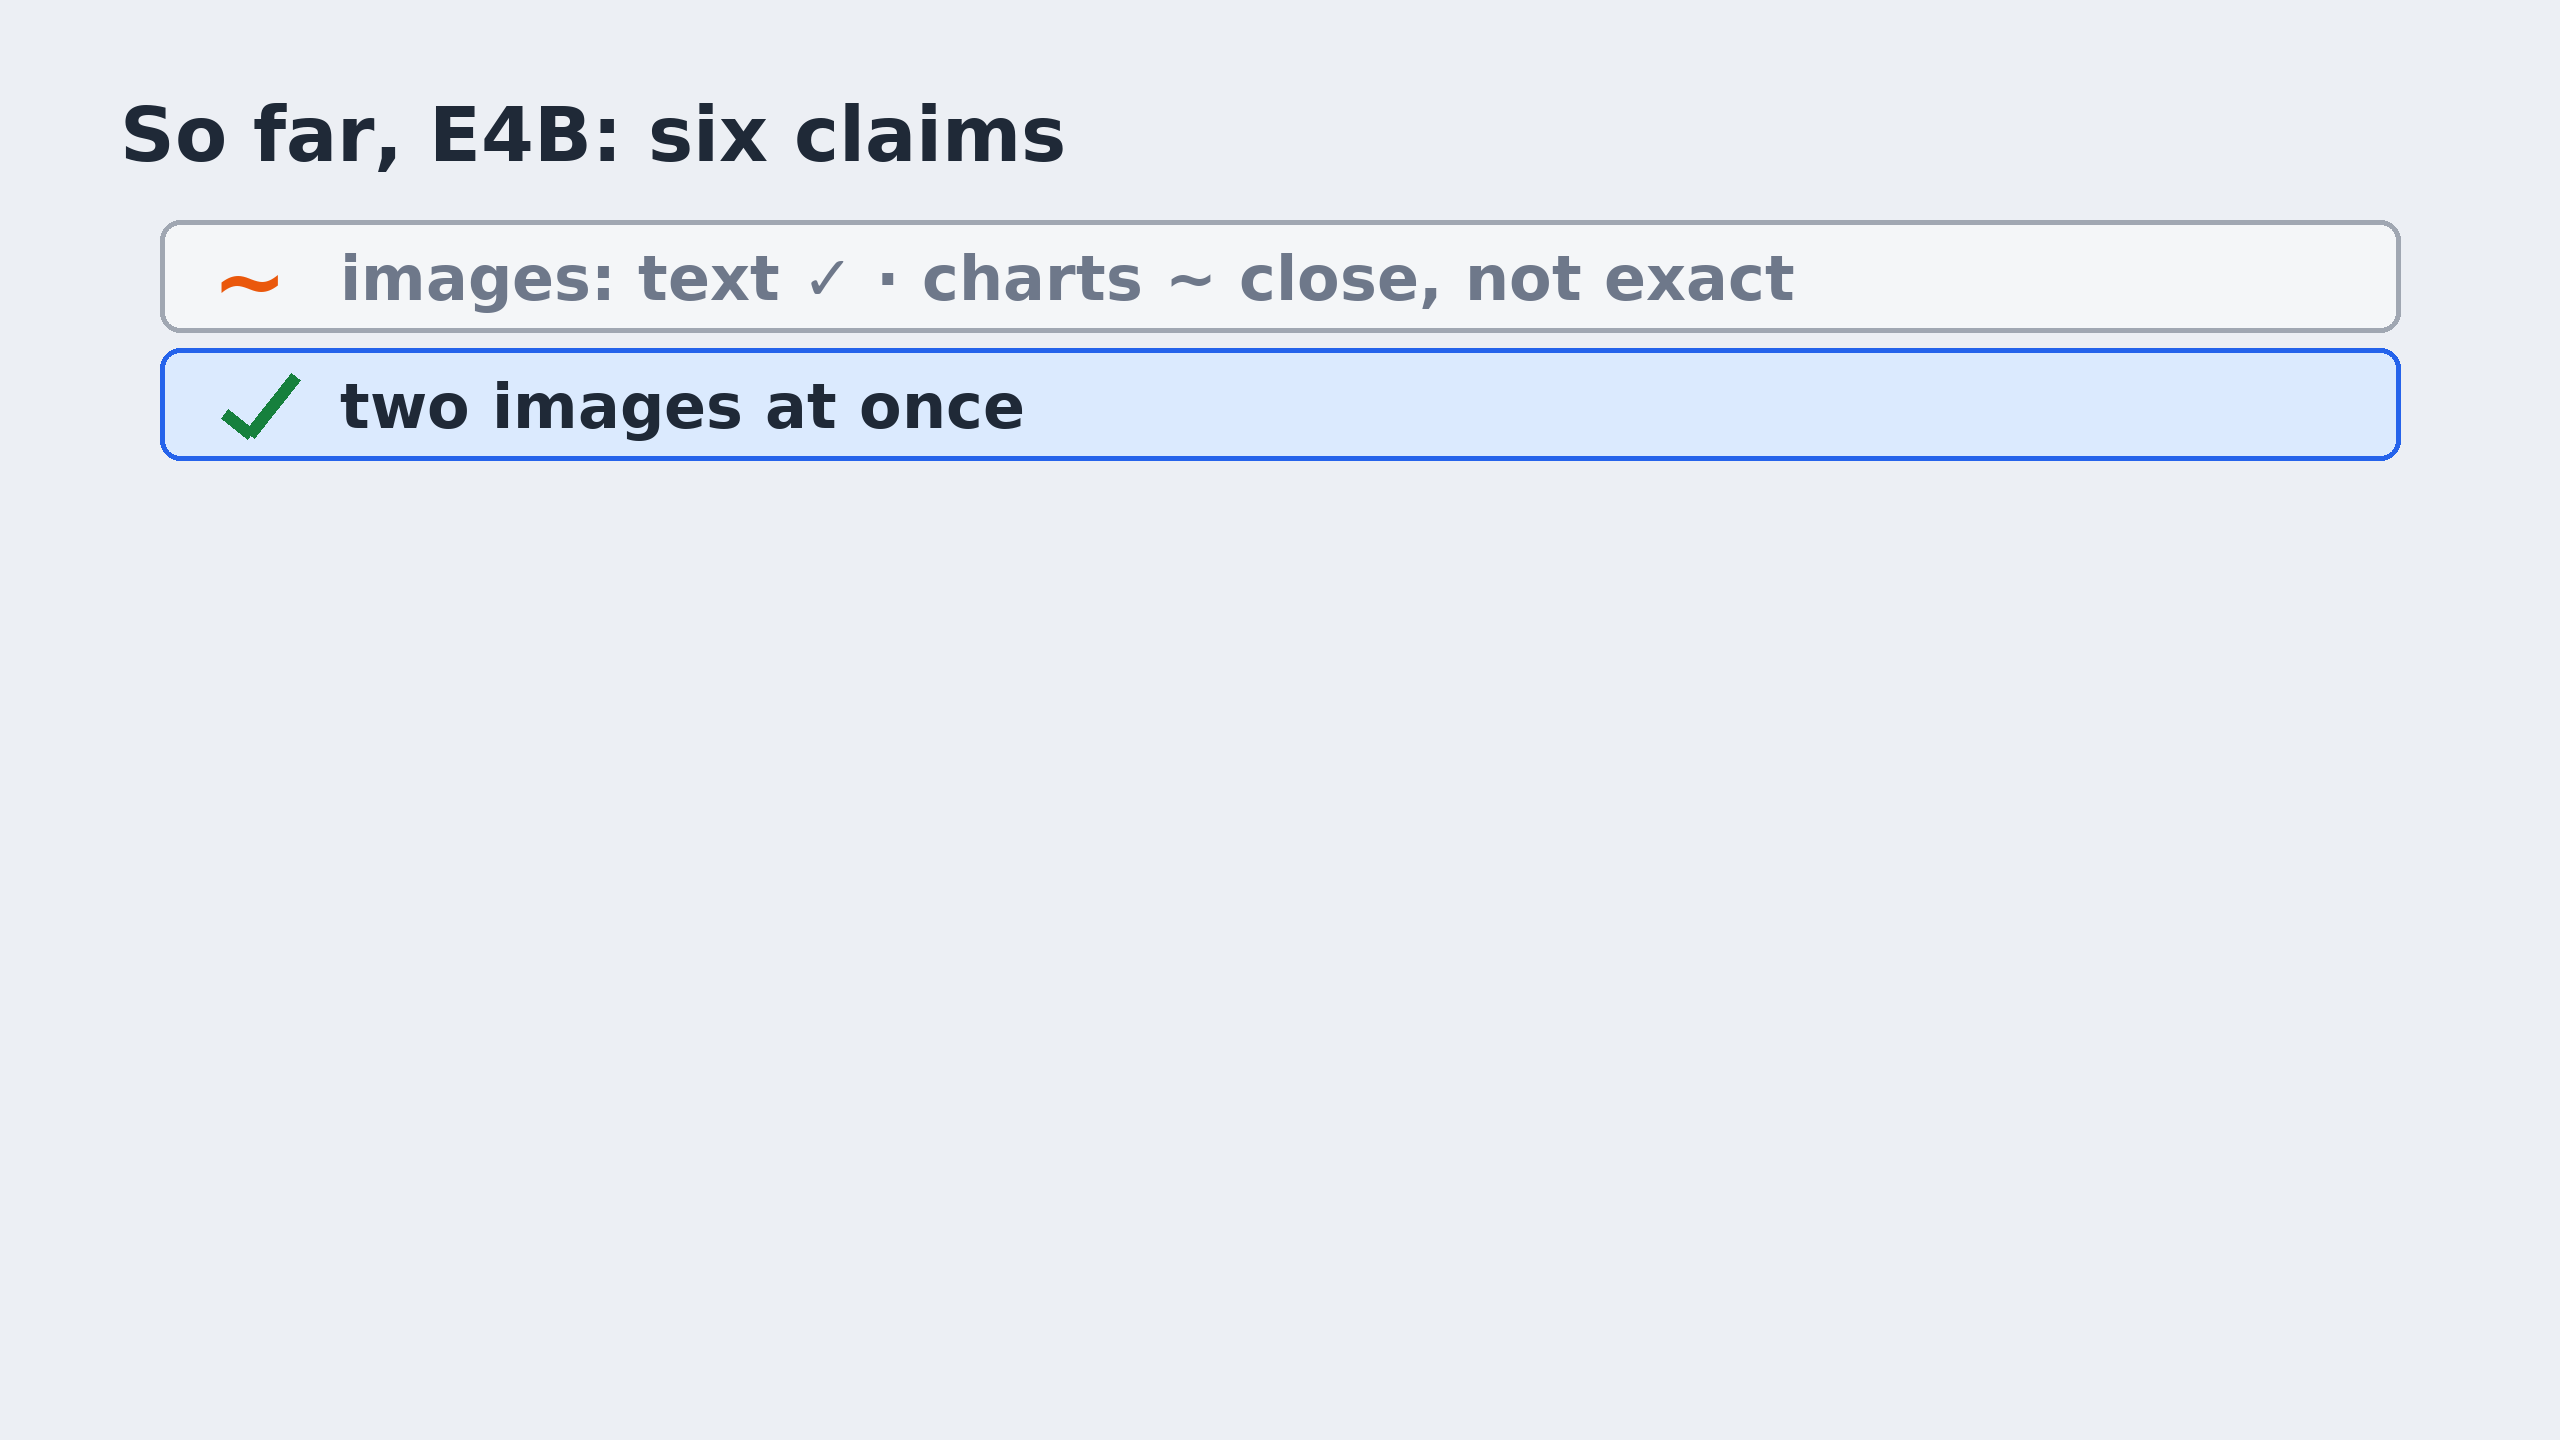 So far, E4B: six claims
~ images: text ✓ · charts ~ close, not exact
✓ two images at once